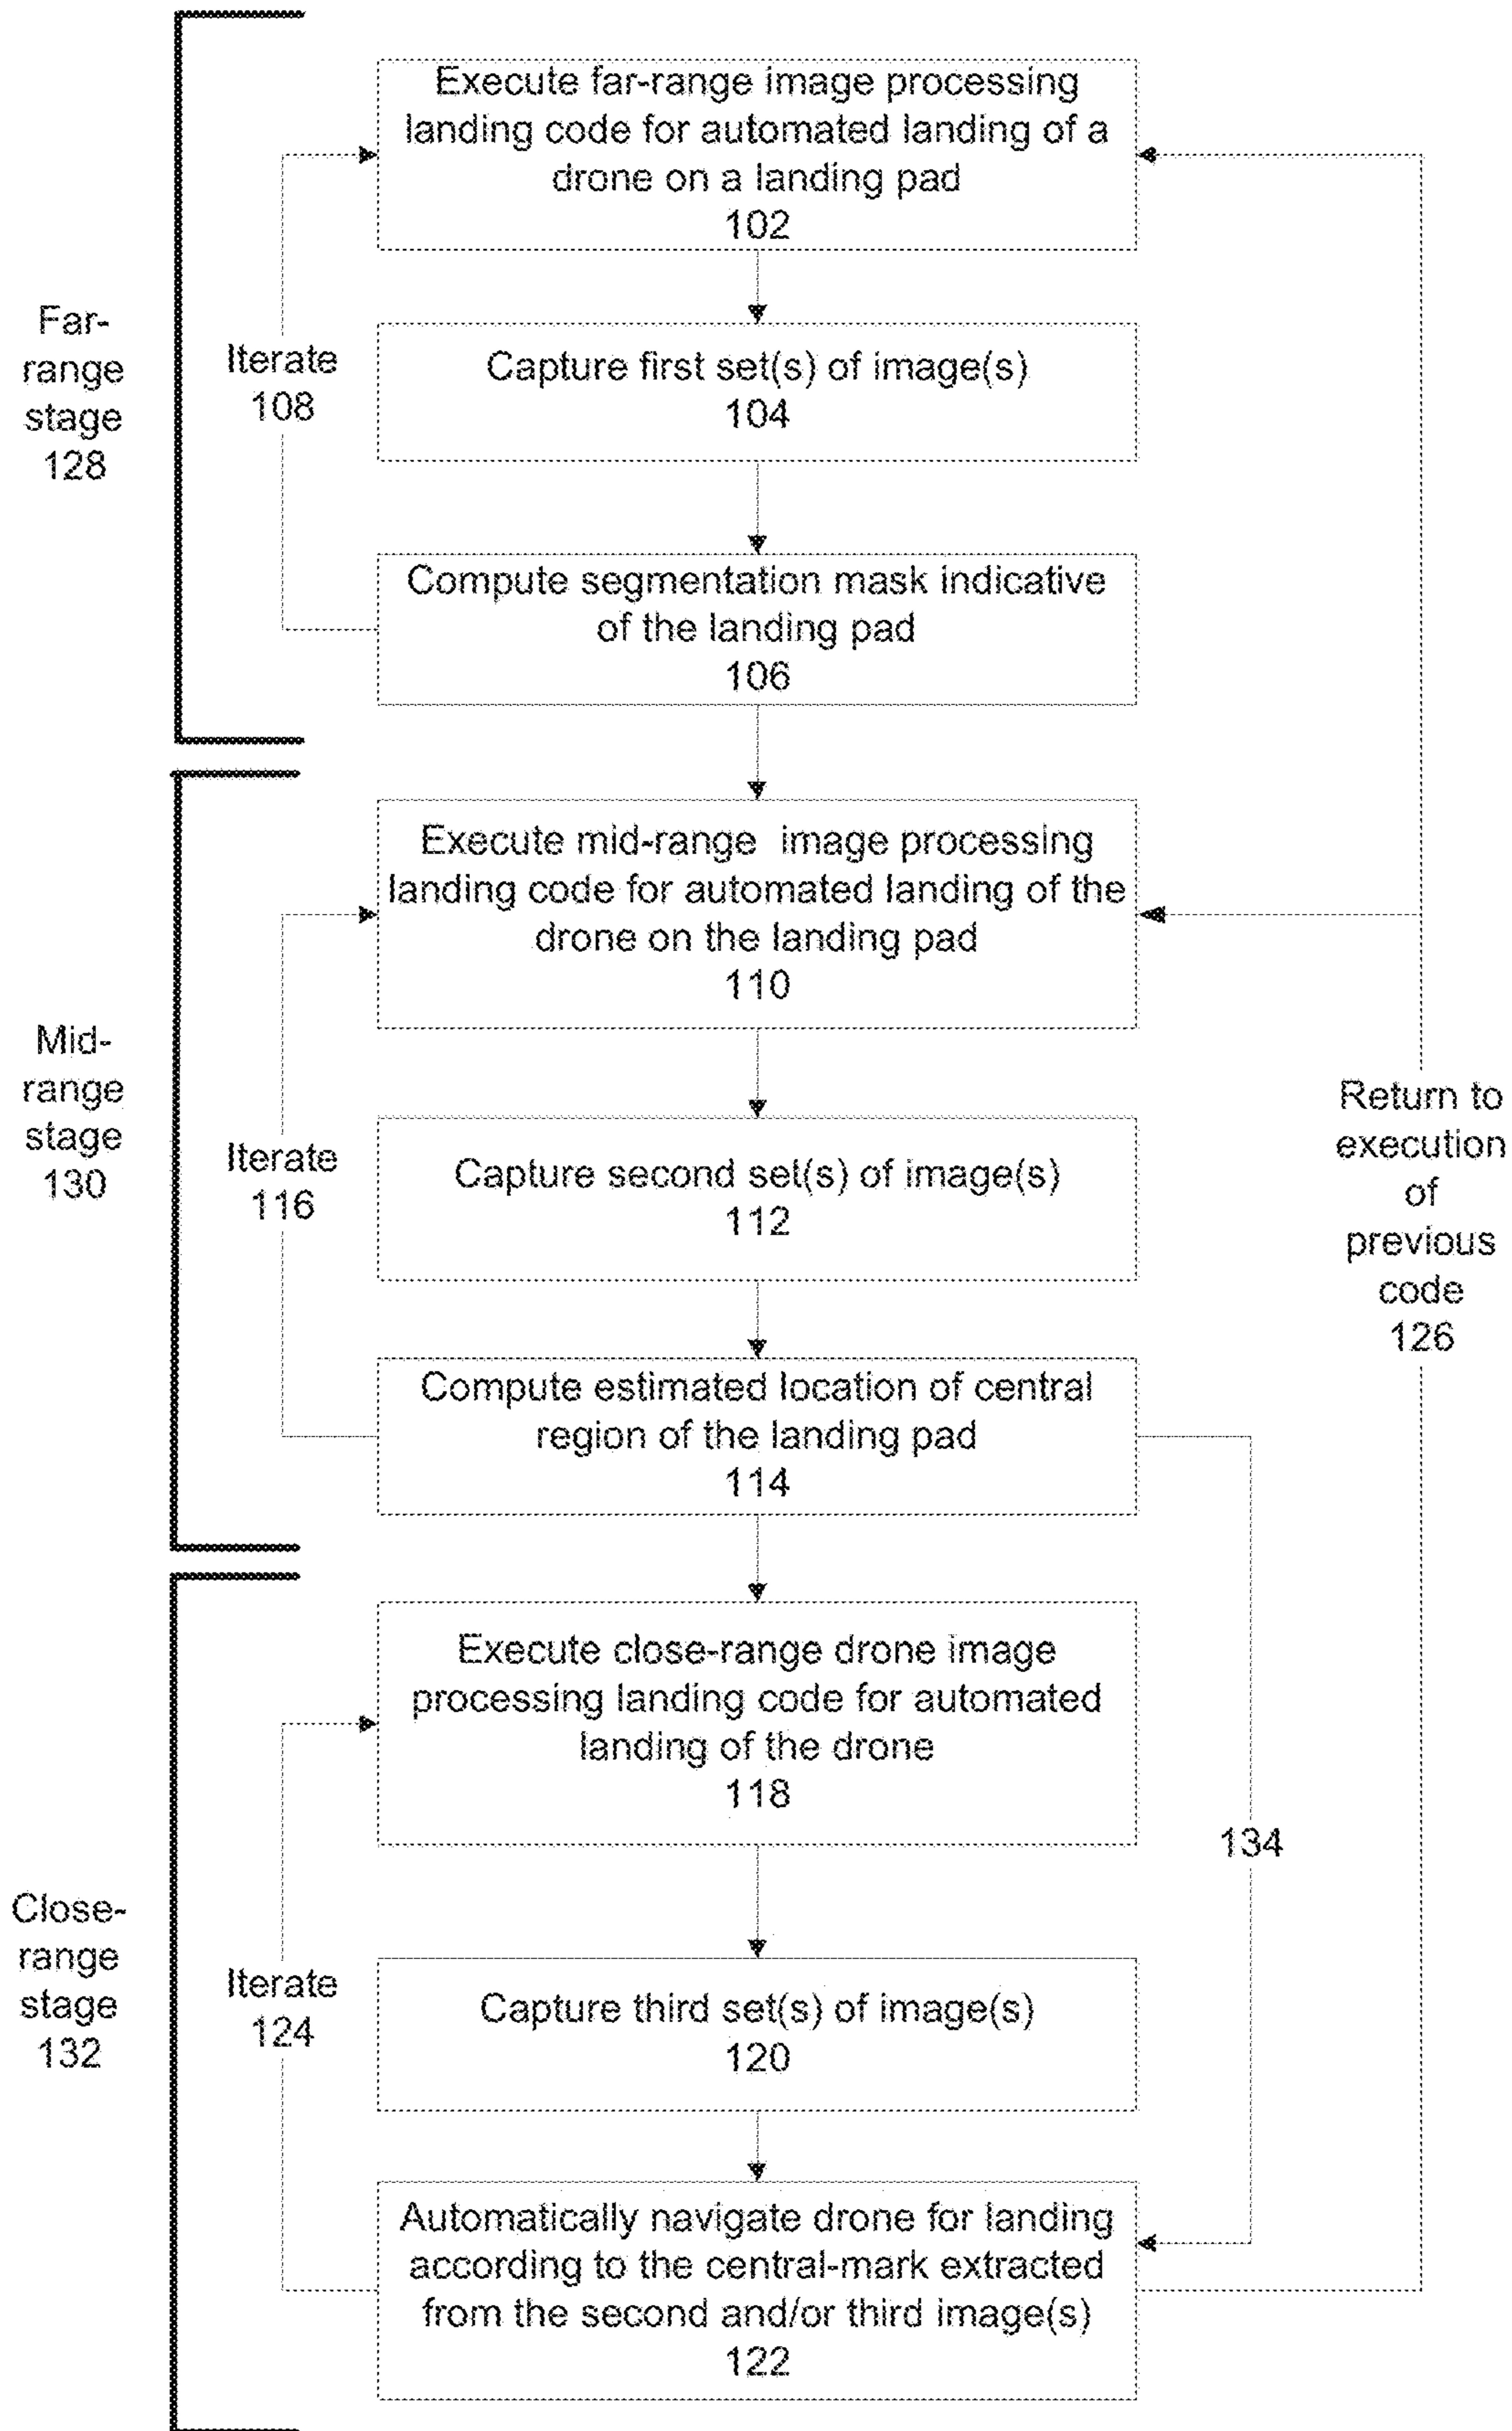 Execute far-range image processing
landing code for automated landing of a
drone on a landing pad
102
Far-
range
stage
128
Iterate
108
Capture first set(s) of image(s)
104
Compute segmentation mask indicative
of the landing pad
106
Execute mid-range image processing
landing code for automated landing of the
drone on the landing pad
110
Mid-
range
stage
130
Iterate
116
Capture second set(s) of image(s)
112
Return to
execution
of
previous
code
126
Compute estimated location of central
region of the landing pad
114
Execute close-range drone image
processing landing code for automated
landing of the drone
118
134
Close-
range
stage
132
Iterate
124
Capture third set(s) of image(s)
120
Automatically navigate drone for landing
according to the central-mark extracted
from the second and/or third image(s)
122